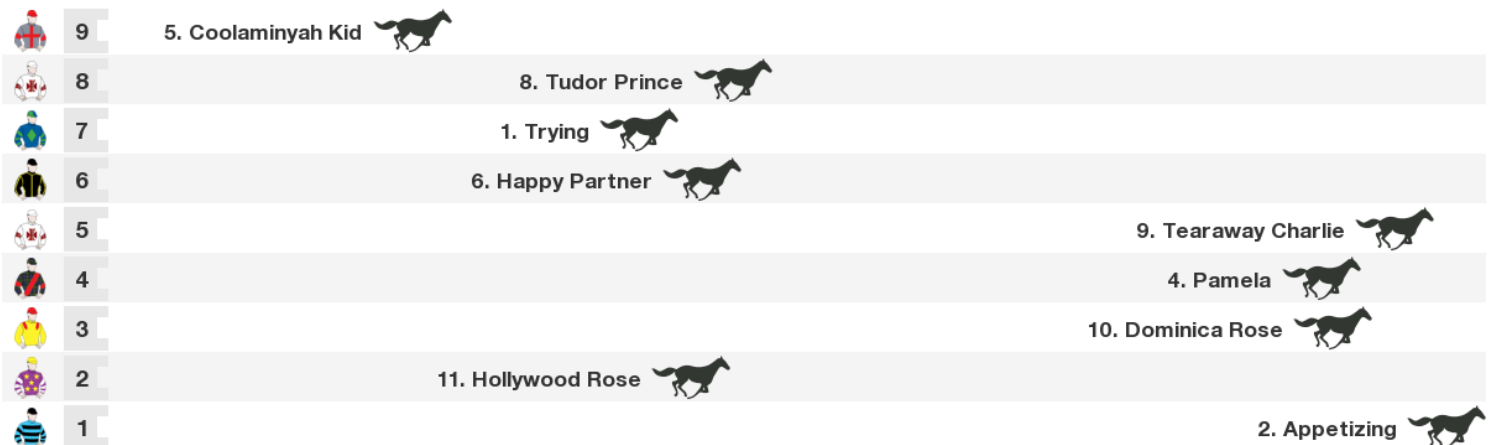 9 5. Coolaminyah Kid
8 8. Tudor Prince
7 1. Trying
6 6. Happy Partner
5 9. Tearaway Charlie
4 4. Pamela
3 10. Dominica Rose
2 11. Hollywood Rose
1 2. Appetizing